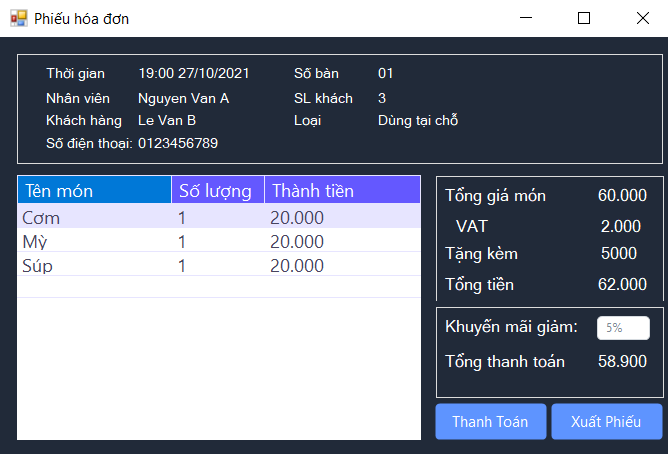 Phiếu hóa đơn
Thời gian 19:00 27/10/2021 Số bàn 01
Nhân viên Nguyen Van A SL khách 3
Khách hàng Le Van B Loại Dùng tại chỗ
Số điện thoại: 0123456789
Tên món Số lượng Thành tiền
Cơm 1 20.000
Mỳ 1 20.000
Súp 1 20.000
Tổng giá món 60.000
VAT 2.000
Tặng kèm 5000
Tổng tiền 62.000
Khuyến mãi giảm: 5%
Tổng thanh toán 58.900
Thanh Toán Xuất Phiếu